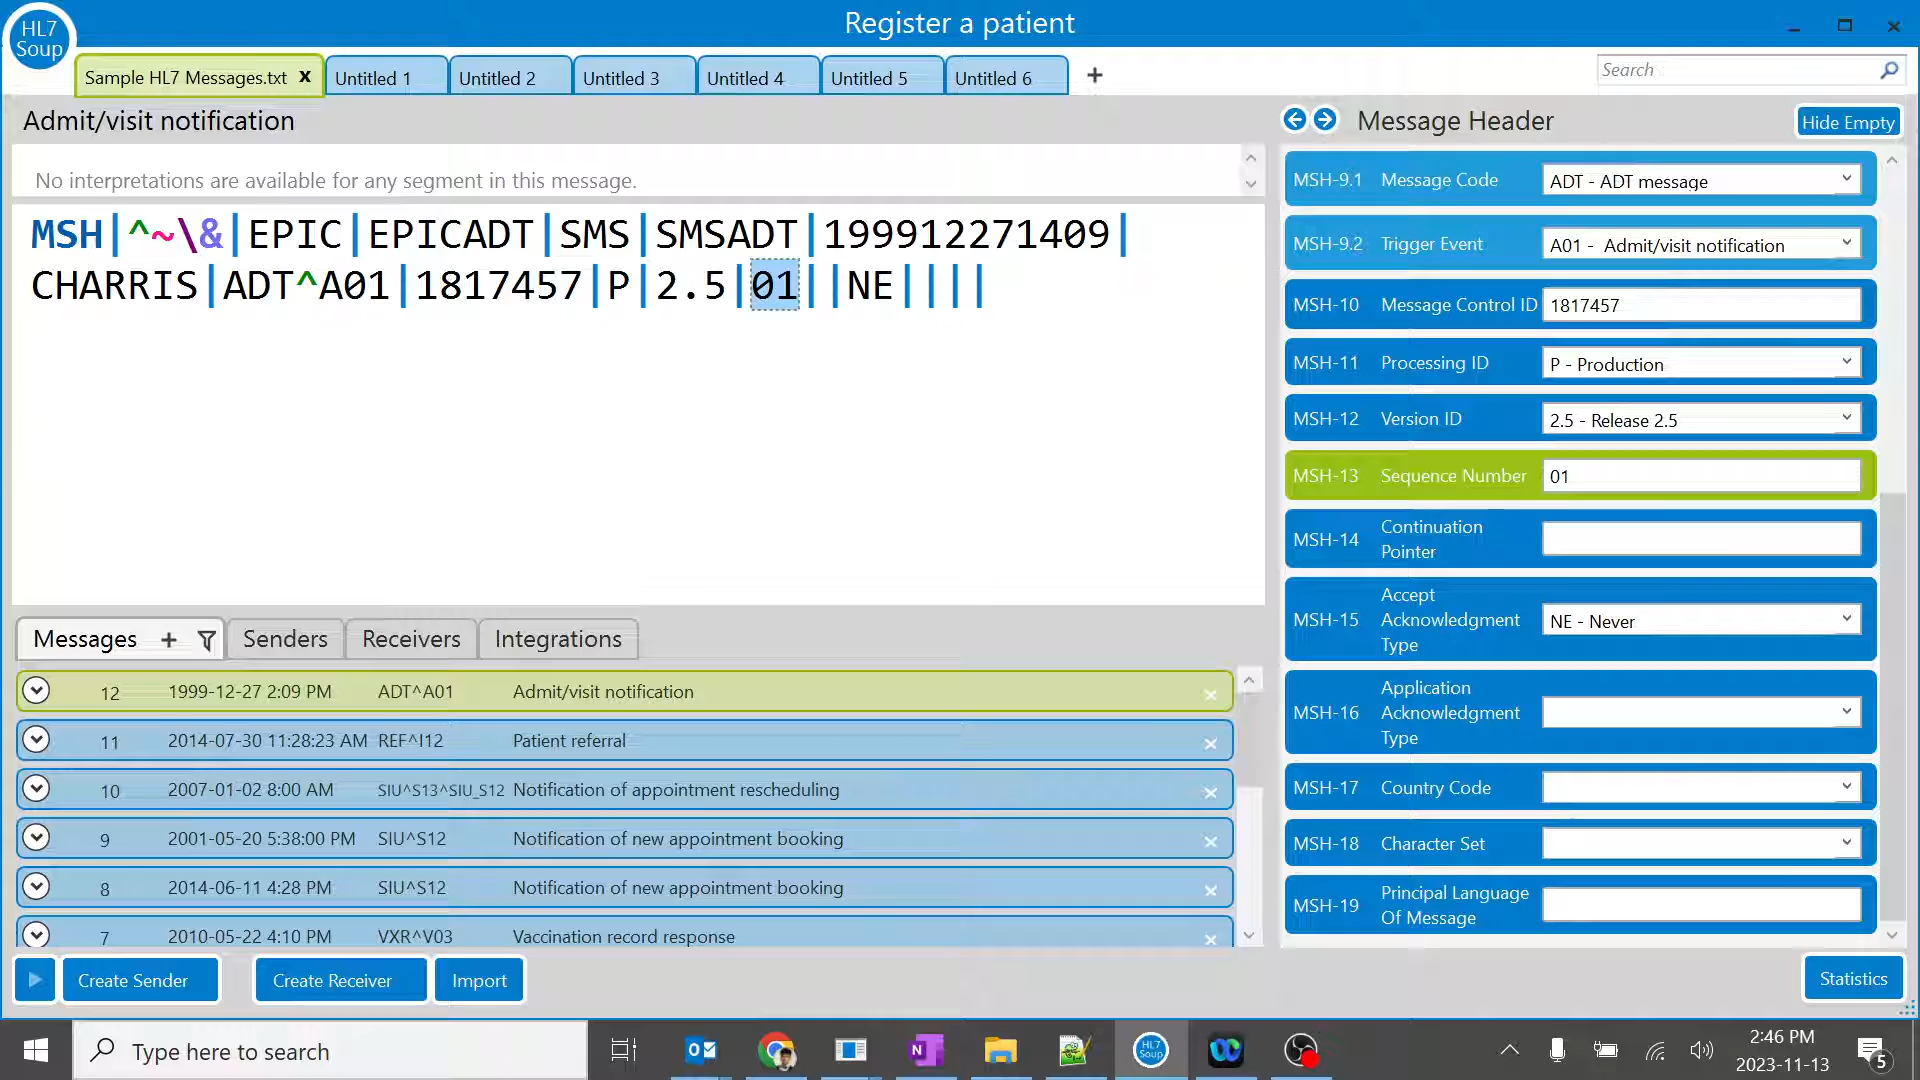 HL7
Soup
Register a patient
Sample HL7 Messages.txt x
Untitled 1
Untitled 2
Untitled 3
Untitled 4
Untitled 5
Untitled 6
+
Search
Admit/visit notification
No interpretations are available for any segment in this message.
MSH|^~\&|EPIC|EPICADT|SMS|SMSADT|199912271409|
CHARRIS|ADT^A01|1817457|P|2.5|01||NE||||
Message Header
Hide Empty
MSH-9.1 Message Code ADT - ADT message
MSH-9.2 Trigger Event A01 -  Admit/visit notification
MSH-10 Message Control ID 1817457
MSH-11 Processing ID P - Production
MSH-12 Version ID 2.5 - Release 2.5
MSH-13 Sequence Number 01
MSH-14 Continuation
Pointer
MSH-15 Accept
Acknowledgment
Type
NE - Never
MSH-16 Application
Acknowledgment
Type
MSH-17 Country Code
MSH-18 Character Set
MSH-19 Principal Language
Of Message
Messages +
Senders
Receivers
Integrations
12 1999-12-27 2:09 PM ADT^A01 Admit/visit notification
11 2014-07-30 11:28:23 AM REF^I12 Patient referral
10 2007-01-02 8:00 AM SIU^S13^SIU_S12 Notification of appointment rescheduling
9 2001-05-20 5:38:00 PM SIU^S12 Notification of new appointment booking
8 2014-06-11 4:28 PM SIU^S12 Notification of new appointment booking
7 2010-05-22 4:10 PM VXR^V03 Vaccination record response
Create Sender
Create Receiver
Import
Statistics
Type here to search
2:46 PM
2023-11-13
5